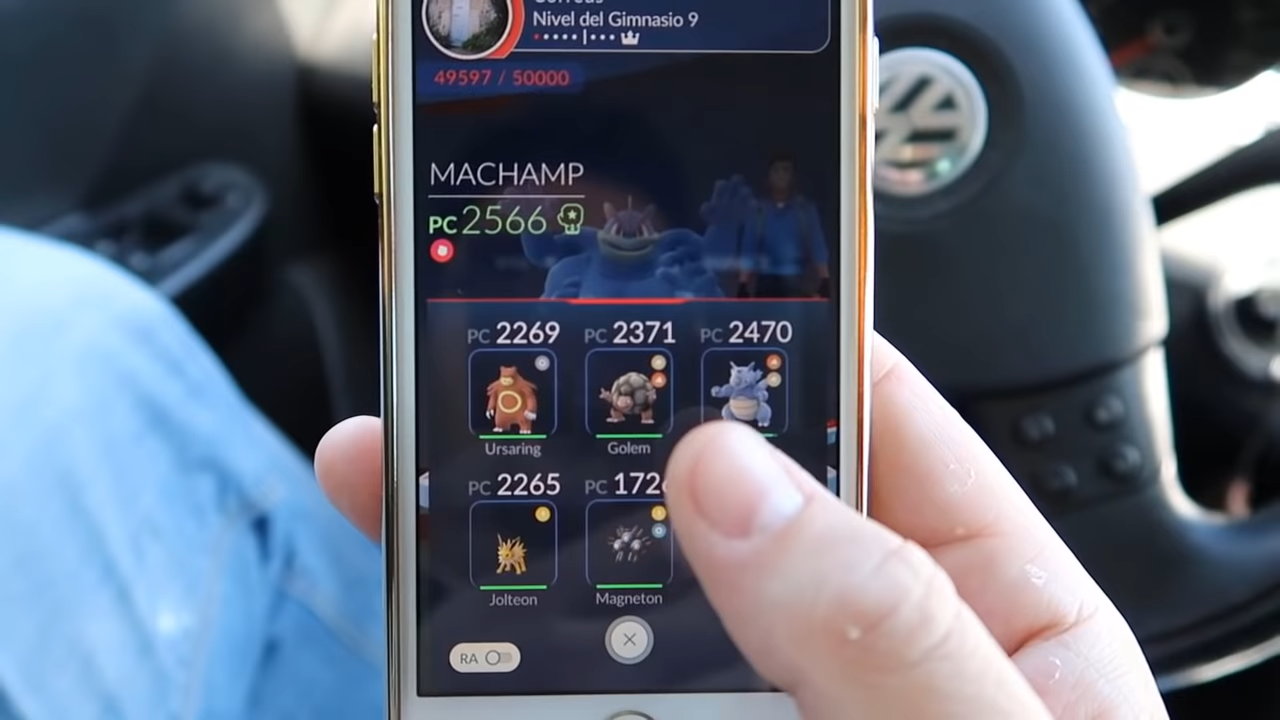 Nivel del Gimnasio 9
49597 / 50000
MACHAMP
PC 2566
PC 2269 PC 2371 PC 2470
Ursaring Golem
PC 2265 PC
Jolteon Magneton
RA